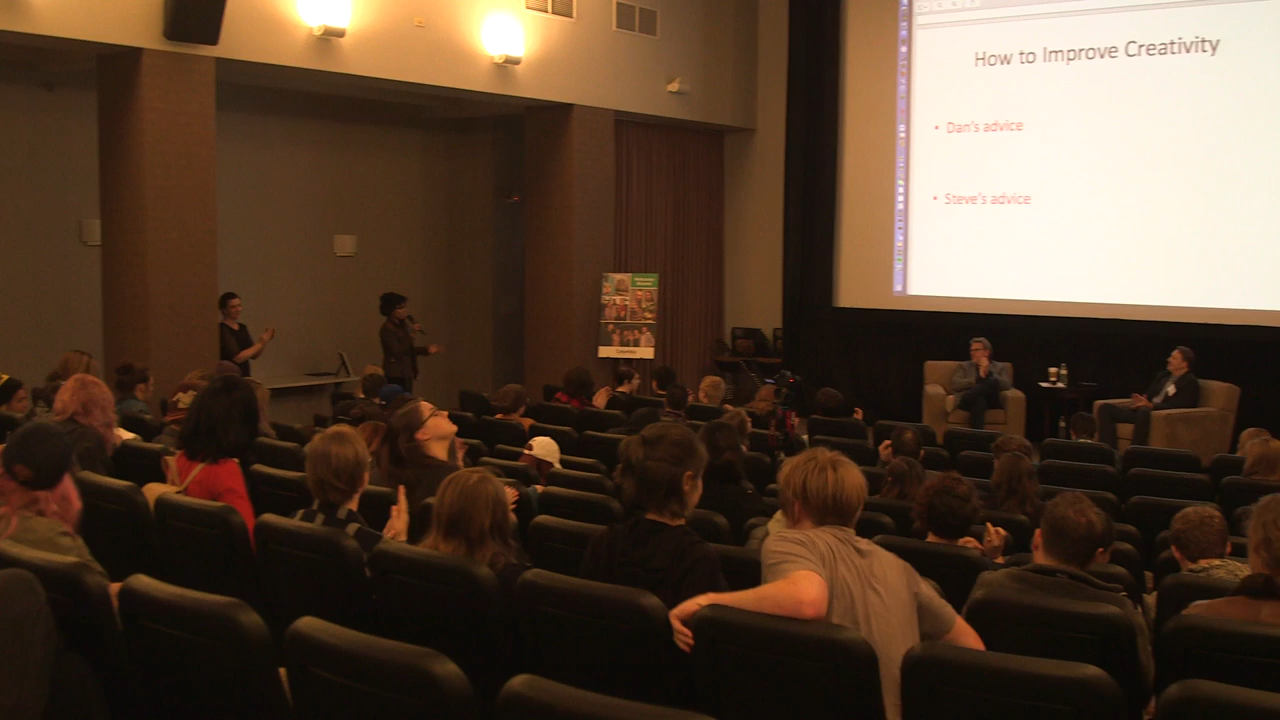 How to Improve Creativity
• Dan's advice
• Steve's advice